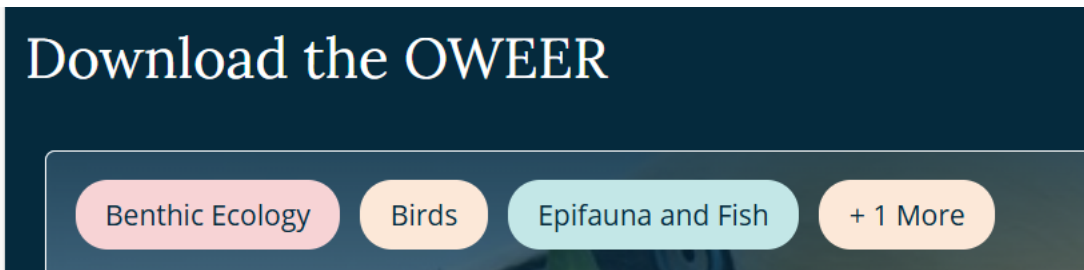 Download the OWEER
Benthic Ecology Birds Epifauna and Fish + 1 More